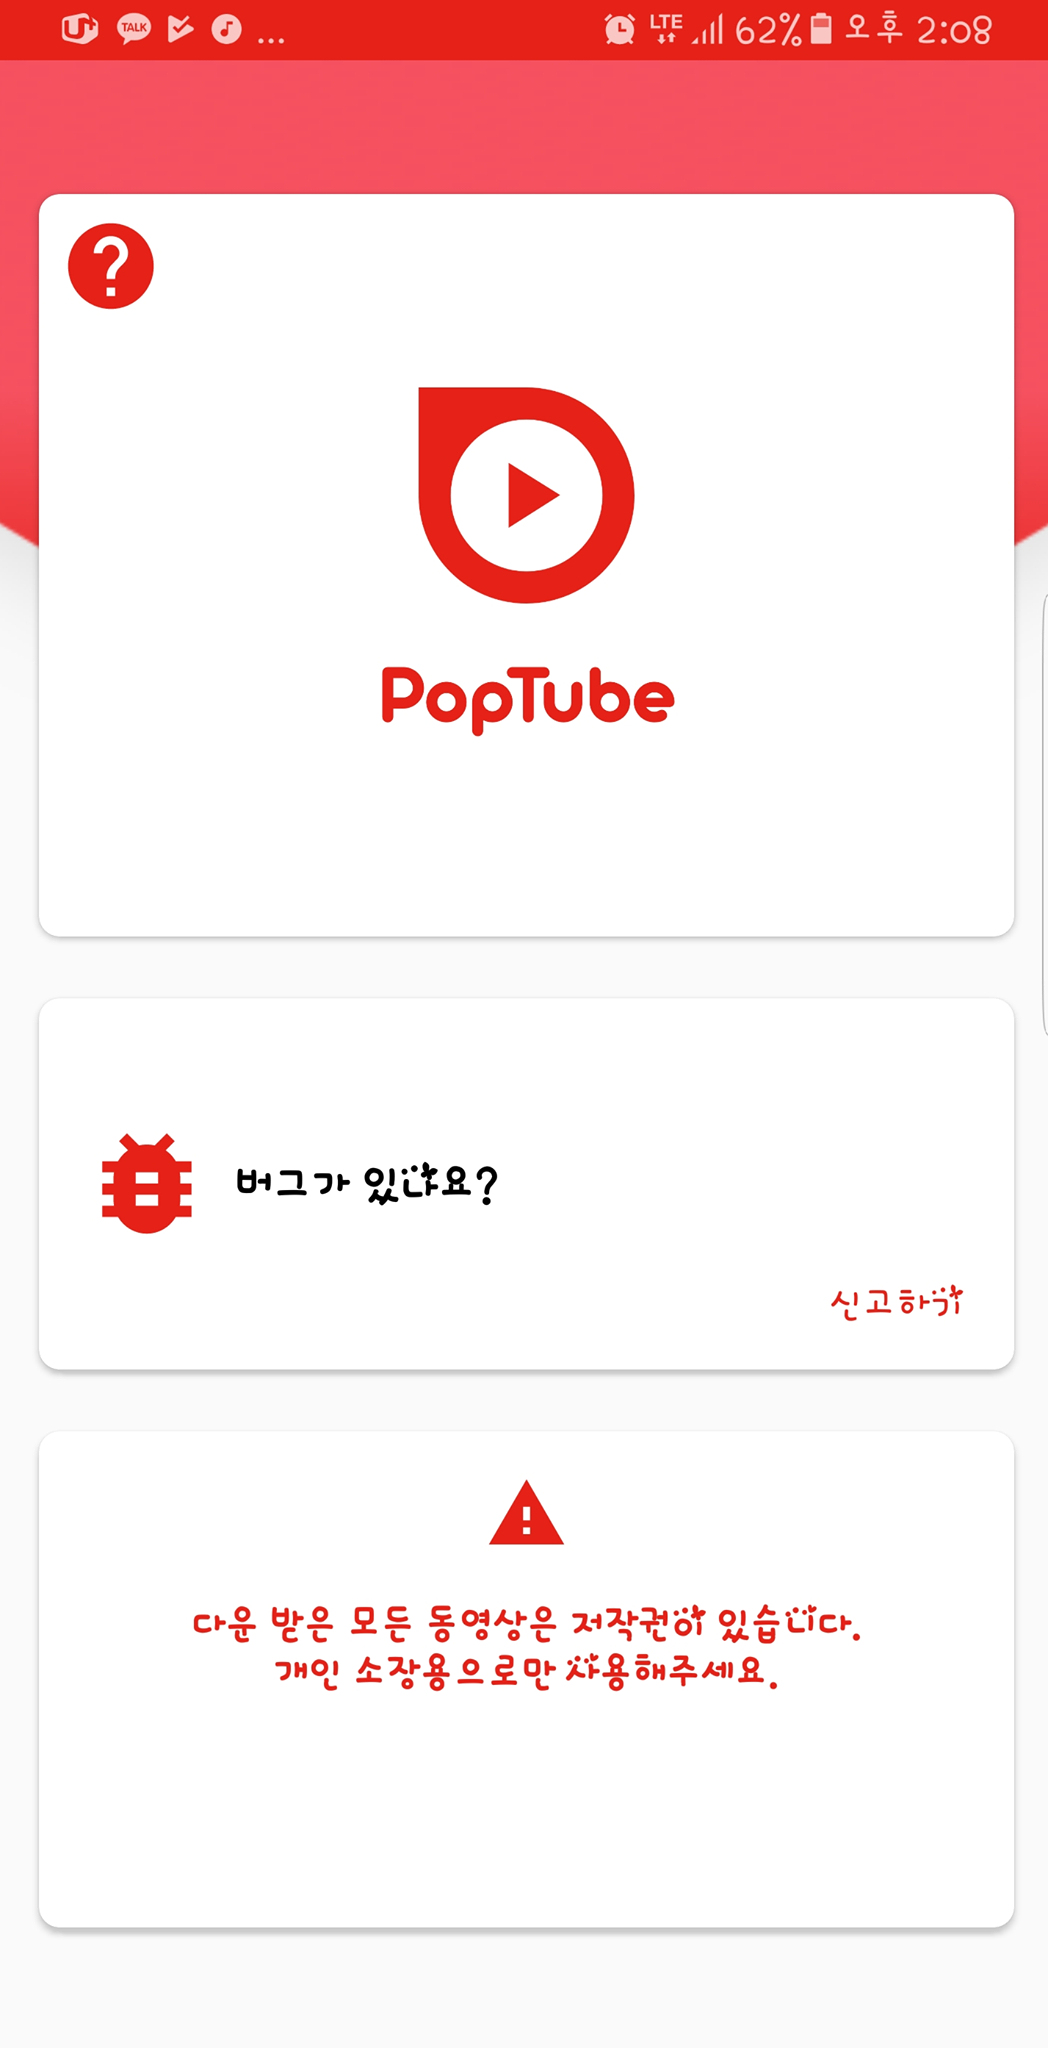 U+ TALK ... LTE 62% 오후 2:08
?
PopTube
버그가 있나요?
신고하기
!
다운 받은 모든 동영상은 저작권이 있습니다.
개인 소장용으로만 사용해주세요.